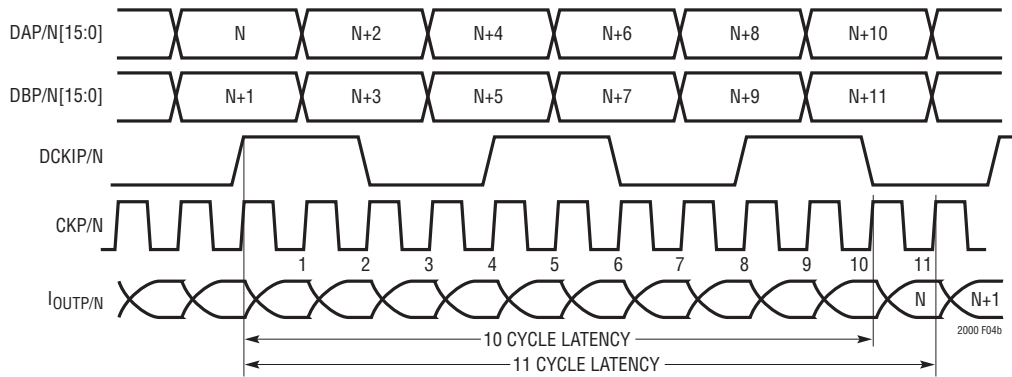 DAP/N[15:0] N N+2 N+4 N+6 N+8 N+10
DBP/N[15:0] N+1 N+3 N+5 N+7 N+9 N+11
DCKIP/N
CKP/N
1 2 3 4 5 6 7 8 9 10 11
IOUTP/N N N+1
2000 F04b
10 CYCLE LATENCY
11 CYCLE LATENCY